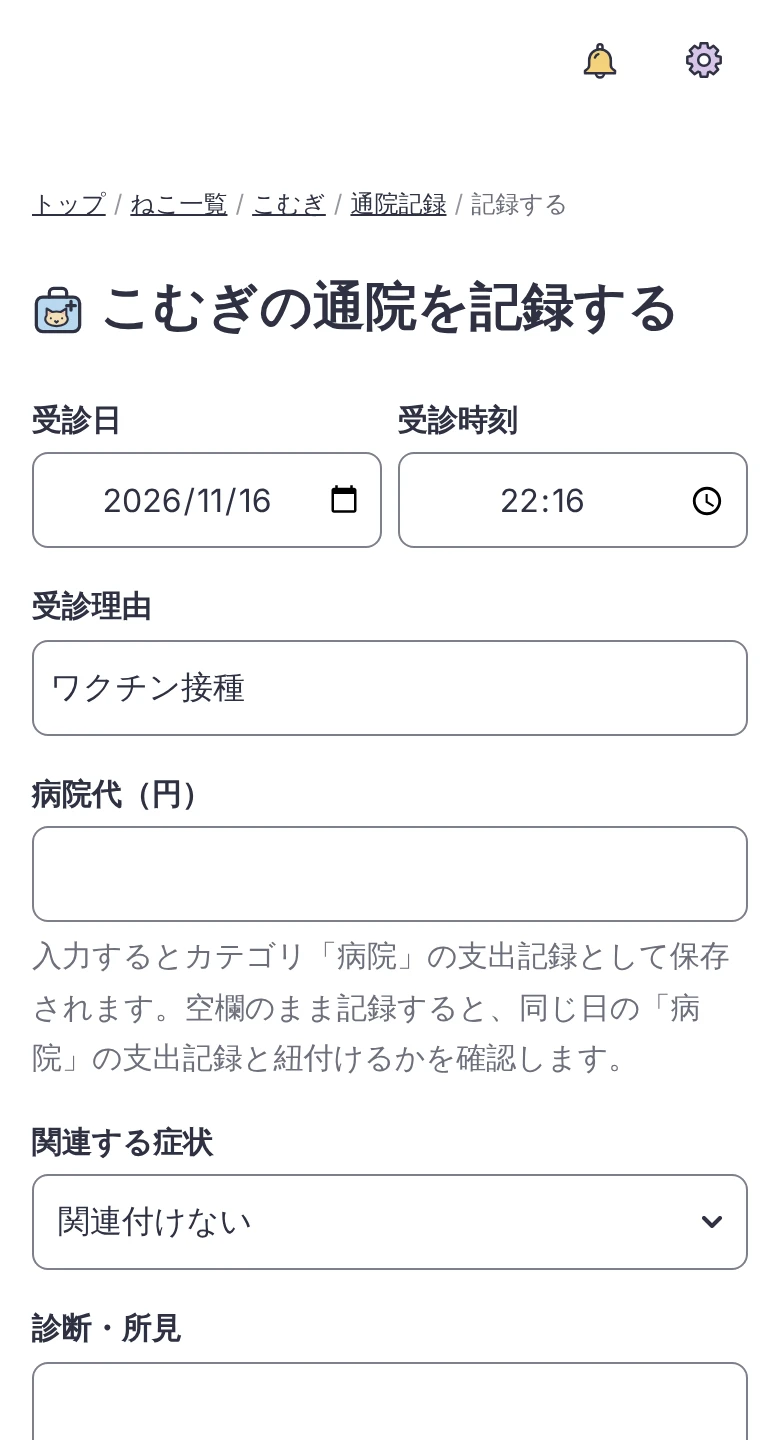 トップ / ねこ一覧 / こむぎ / 通院記録 / 記録する
こむぎの通院を記録する
受診日 受診時刻
2026/11/16 22:16
受診理由
ワクチン接種
病院代（円）
入力するとカテゴリ「病院」の支出記録として保存
されます。空欄のまま記録すると、同じ日の「病
院」の支出記録と紐付けるかを確認します。
関連する症状
関連付けない
診断・所見